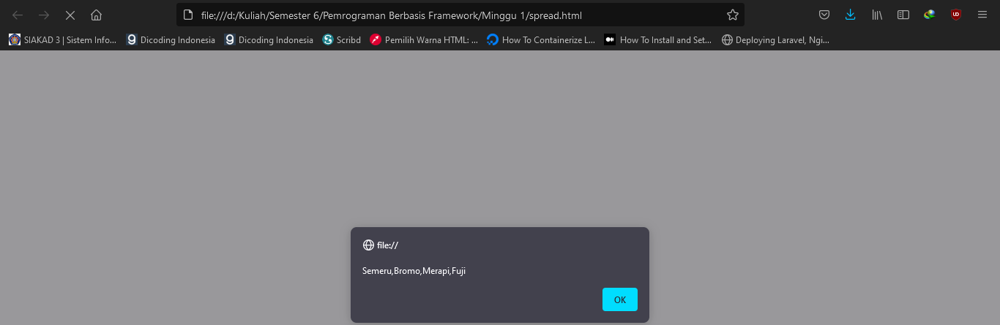 file:///d:/Kuliah/Semester 6/Pemrograman Berbasis Framework/Minggu 1/spread.html
SIAKAD 3 | Sistem Info... Dicoding Indonesia Dicoding Indonesia Scribd Pemilih Warna HTML: ... How To Containerize L... How To Install and Set... Deploying Laravel, Ngi...
file://
Semeru,Bromo,Merapi,Fuji
OK